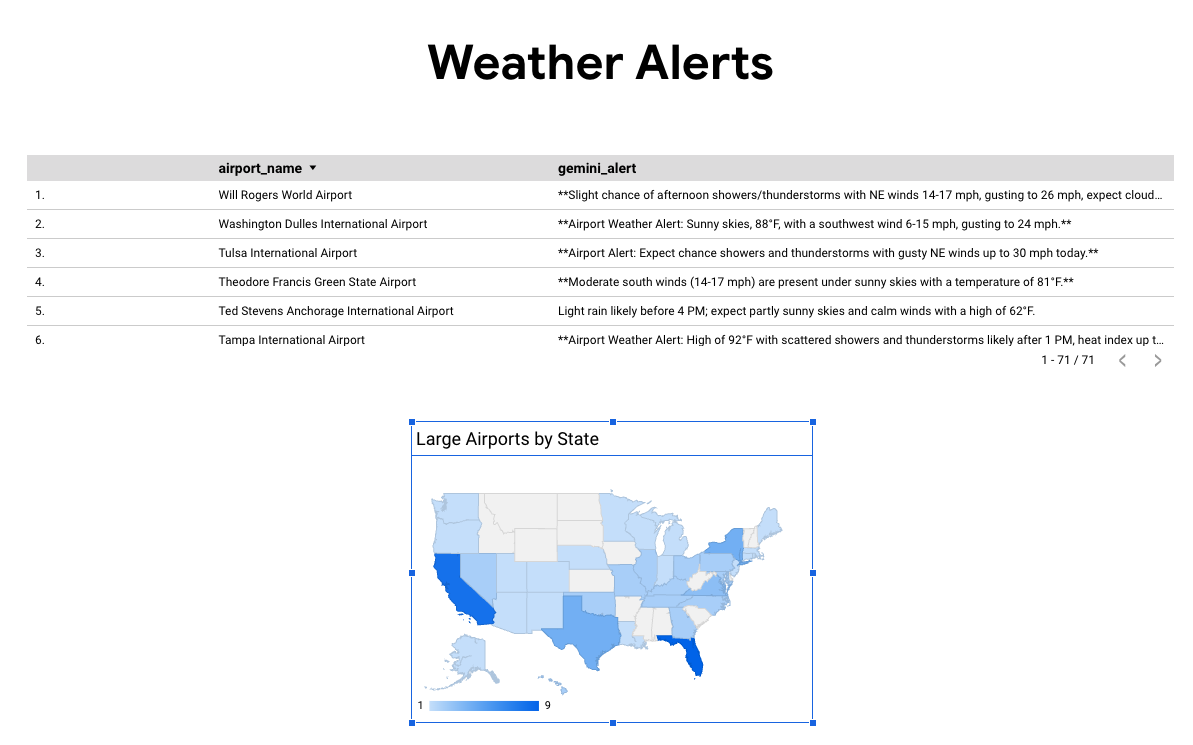 Weather Alerts
airport_name gemini_alert
1. Will Rogers World Airport **Slight chance of afternoon showers/thunderstorms with NE winds 14-17 mph, gusting to 26 mph, expect cloud...
2. Washington Dulles International Airport **Airport Weather Alert: Sunny skies, 88°F, with a southwest wind 6-15 mph, gusting to 24 mph.**
3. Tulsa International Airport **Airport Alert: Expect chance showers and thunderstorms with gusty NE winds up to 30 mph today.**
4. Theodore Francis Green State Airport **Moderate south winds (14-17 mph) are present under sunny skies with a temperature of 81°F.**
5. Ted Stevens Anchorage International Airport Light rain likely before 4 PM; expect partly sunny skies and calm winds with a high of 62°F.
6. Tampa International Airport **Airport Weather Alert: High of 92°F with scattered showers and thunderstorms likely after 1 PM, heat index up t...
1 - 71 / 71
Large Airports by State
1 9